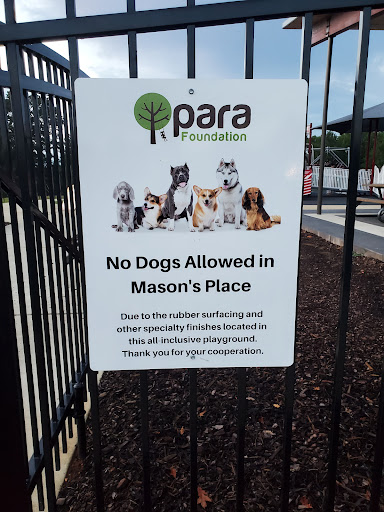 para
Foundation
No Dogs Allowed in
Mason's Place
Due to the rubber surfacing and
other specialty finishes located in
this all-inclusive playground.
Thank you for your cooperation.